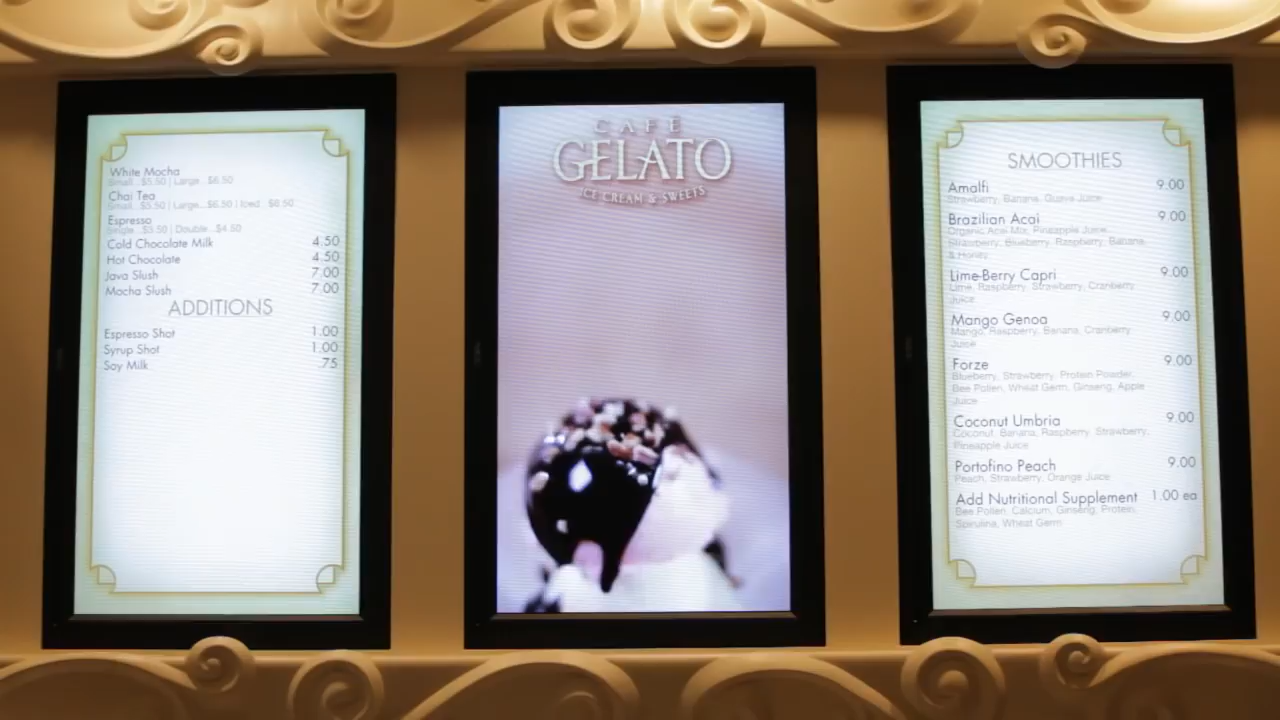 White Mocha
Small...$5.50 | Large...$6.50
Chai Tea
Small...$5.50 | Large...$6.50 | Iced...$6.50
Espresso
Single...$3.50 | Double...$4.50
Cold Chocolate Milk 4.50
Hot Chocolate 4.50
Java Slush 7.00
Mocha Slush 7.00
ADDITIONS
Espresso Shot 1.00
Syrup Shot 1.00
Soy Milk .75
CAFÉ
GELATO
ICE CREAM & SWEETS
SMOOTHIES
Amalfi 9.00
Strawberry, Banana, Guava Juice
Brazilian Acai 9.00
Organic Acai Mix, Pineapple Juice,
Strawberry, Blueberry, Raspberry, Banana
& Honey
Lime-Berry Capri 9.00
Lime, Raspberry, Strawberry, Cranberry
Juice
Mango Genoa 9.00
Mango, Raspberry, Banana, Cranberry
Juice
Forze 9.00
Blueberry, Strawberry, Protein Powder,
Bee Pollen, Wheat Germ, Ginseng, Apple
Juice
Coconut Umbria 9.00
Coconut, Banana, Raspberry, Strawberry,
Pineapple Juice
Portofino Peach 9.00
Peach, Strawberry, Orange Juice
Add Nutritional Supplement 1.00 ea
Bee Pollen, Calcium, Ginseng, Protein,
Spirulina, Wheat Germ